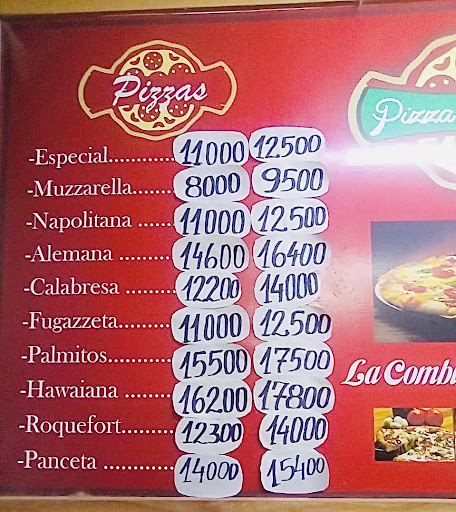 Pizzas
Pizza
-Especial........... 11000 12500
-Muzzarella....... 8000 9500
-Napolitana ....... 11000 12500
-Alemana ......... 14600 16400
-Calabresa ........ 12200 14000
-Fugazzeta........ 11000 12500
-Palmitos.......... 15500 17500
-Hawaiana ........ 16200 17800
-Roquefort........ 12300 14000
-Panceta .......... 14000 15400
La Comb